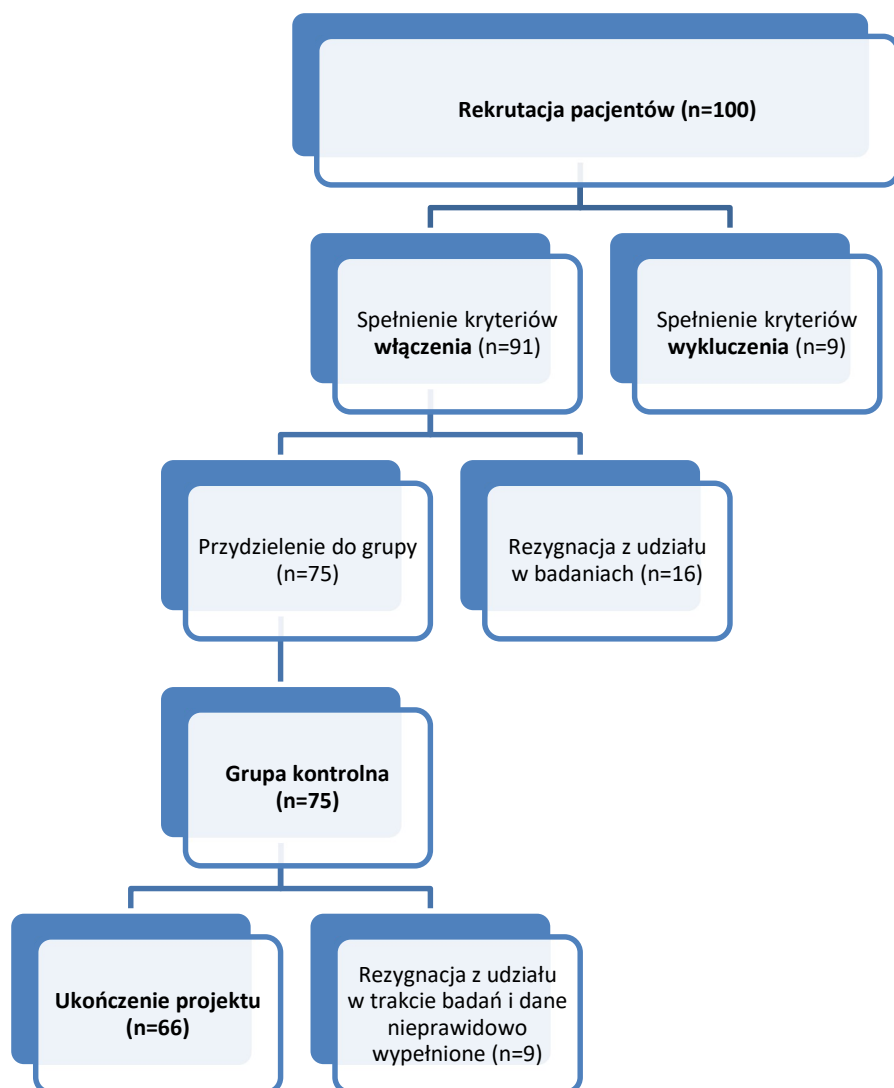 Rekrutacja pacjentów (n=100)
Spełnienie kryteriów
włączenia (n=91)
Spełnienie kryteriów
wykluczenia (n=9)
Przydzielenie do grupy
(n=75)
Rezygnacja z udziału
w badaniach (n=16)
Grupa kontrolna
(n=75)
Ukończenie projektu
(n=66)
Rezygnacja z udziału
w trakcie badań i dane
nieprawidowo
wypełnione (n=9)